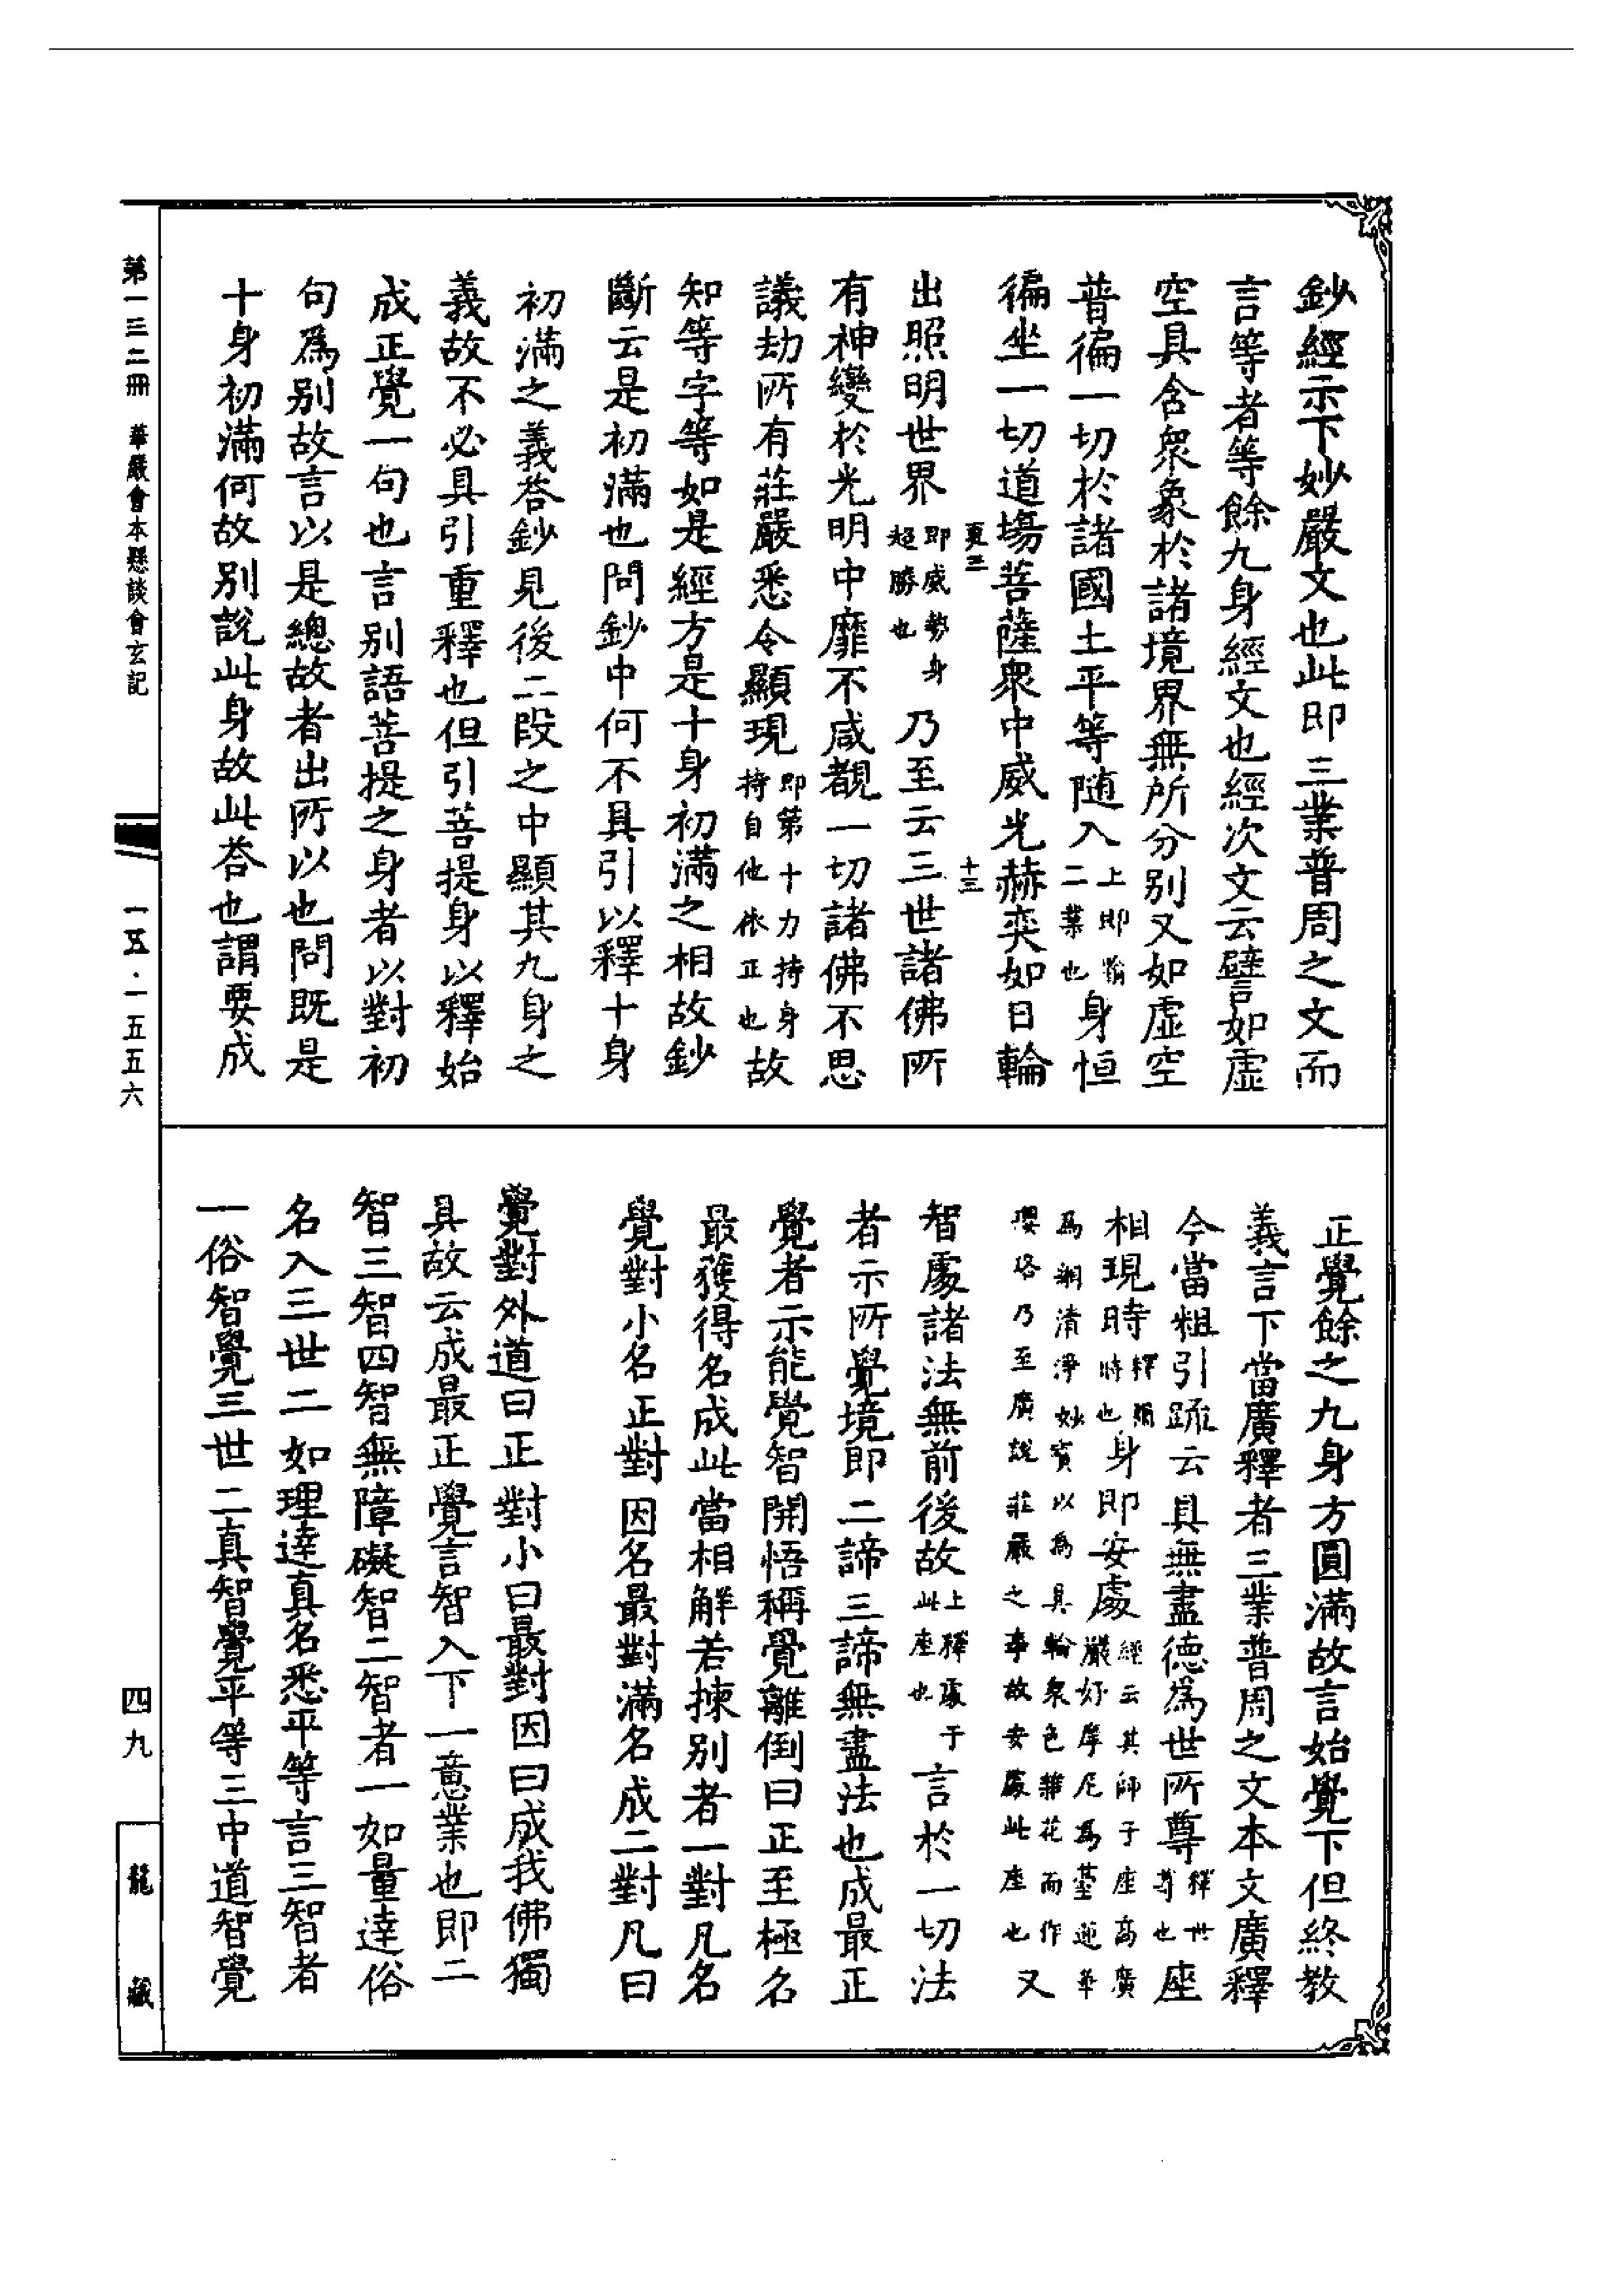 鈔經示下妙嚴文也此即三業普周之文而
言等者等餘九身經文也經次文云譬如虛
空具含衆象於諸境界無所分別又如虛空
普徧一切於諸國土平等隨入上即喻二業也身恒
徧坐一切道場菩薩衆中威光赫奕如日輪
十三
出照明世界即威勢身超勝也乃至云三世諸佛所
有神變於光明中靡不咸覩一切諸佛不思
議劫所有莊嚴悉令顯現即第十力持身持自他依正也故
知等字等如是經方是十身初滿之相故鈔
斷云是初滿也問鈔中何不具引以釋十身
初滿之義荅鈔見後二段之中顯其九身之
義故不必具引重釋也但引菩提身以釋始
成正覺一句也言別語菩提之身者以對初
句爲別故言以是總故者出所以也問既是
十身初滿何故別說此身故此荅也謂要成
正覺餘之九身方圓滿故言始覺下但終教
義言下當廣釋者三業普周之文本文廣釋
今當粗引疏云具無盡德爲世所尊釋世尊也座
相現時釋爾時也身即安處經云其師子座高廣嚴好摩尼爲臺蓮華
爲網清淨妙寶以爲具輪衆色雜花而作
瓔珞乃至廣說莊嚴之事故安處此座也又
智處諸法無前後故上釋處于此座也言於一切法
者示所覺境即二諦三諦無盡法也成最正
覺者示能覺智開悟稱覺離倒曰正至極名
最獲得名成此當相解若揀別者一對凡名
覺對小名正對因名最對滿名成二對凡曰
覺對外道曰正對小曰最對因曰成我佛獨
具故云成最正覺言智入下一意業也即二
智三智四智無障礙智二智者一如量達俗
名入三世二如理達真名悉平等言三智者
一俗智覺三世二真智覺平等三中道智覺
第一三二冊 華嚴會本懸談會玄記
一五·一五五六
四九
龍藏